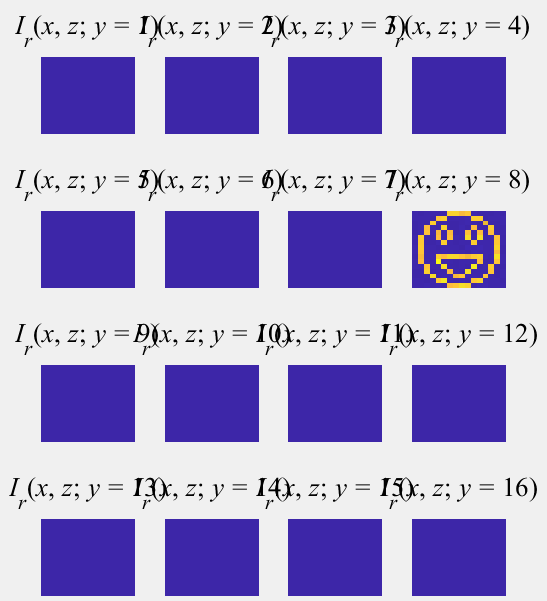 I_r(x, z; y = 1) I_r(x, z; y = 2) I_r(x, z; y = 3) I_r(x, z; y = 4)
I_r(x, z; y = 5) I_r(x, z; y = 6) I_r(x, z; y = 7) I_r(x, z; y = 8)
I_r(x, z; y = 9) I_r(x, z; y = 10) I_r(x, z; y = 11) I_r(x, z; y = 12)
I_r(x, z; y = 13) I_r(x, z; y = 14) I_r(x, z; y = 15) I_r(x, z; y = 16)